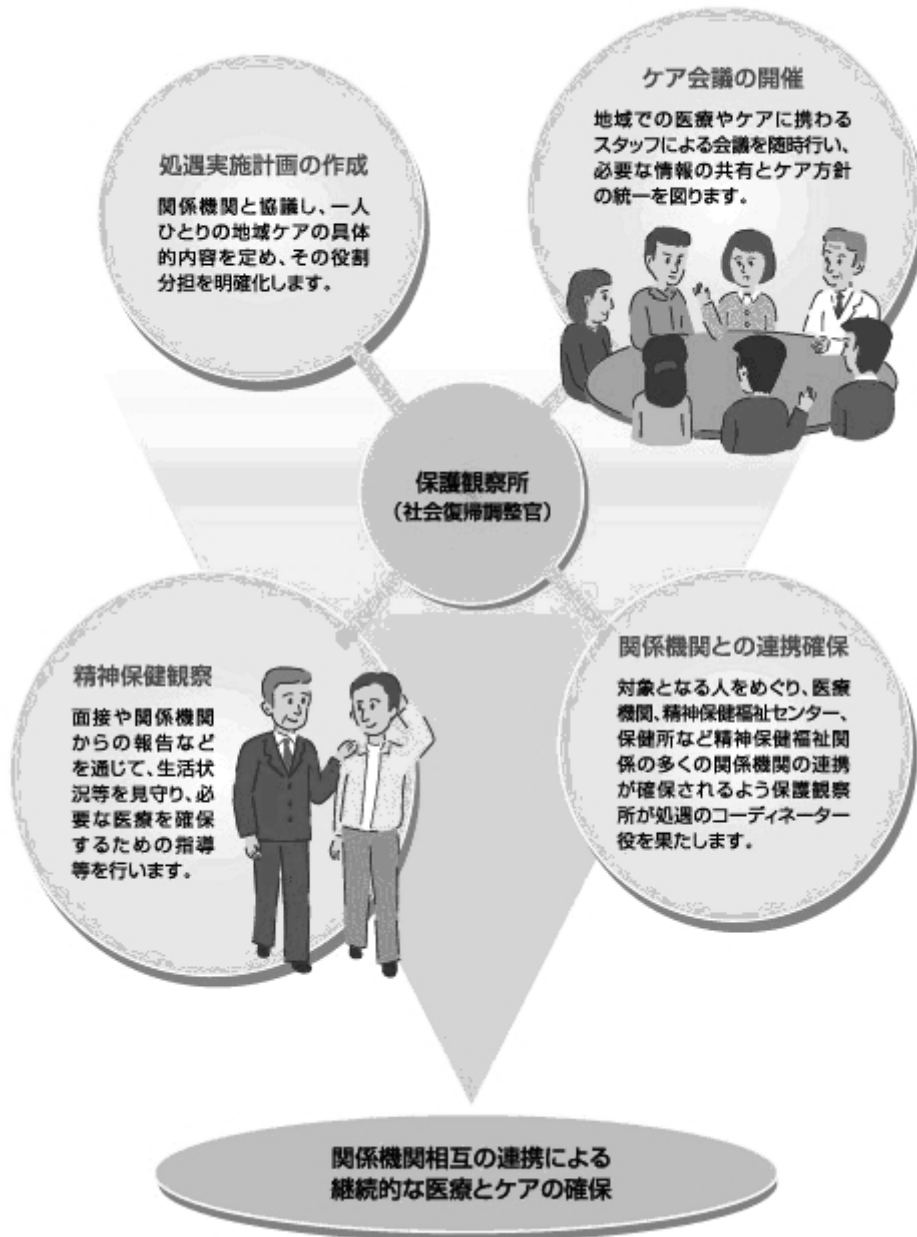 処遇実施計画の作成
関係機関と協議し、一人
ひとりの地域ケアの具体
的内容を定め、その役割
分担を明確化します。
ケア会議の開催
地域での医療やケアに携わる
スタッフによる会議を随時行い、
必要な情報の共有とケア方針
の統一を図ります。
保護観察所
（社会復帰調整官）
精神保健観察
面接や関係機関
からの報告など
を通じて、生活状
況等を見守り、必
要な医療を確保
するための指導
等を行います。
関係機関との連携確保
対象となる人をめぐり、医療
機関、精神保健福祉センター、
保健所など精神保健福祉関
係の多くの関係機関の連携
が確保されるよう保護観察
所が処遇のコーディネーター
役を果たします。
関係機関相互の連携による
継続的な医療とケアの確保